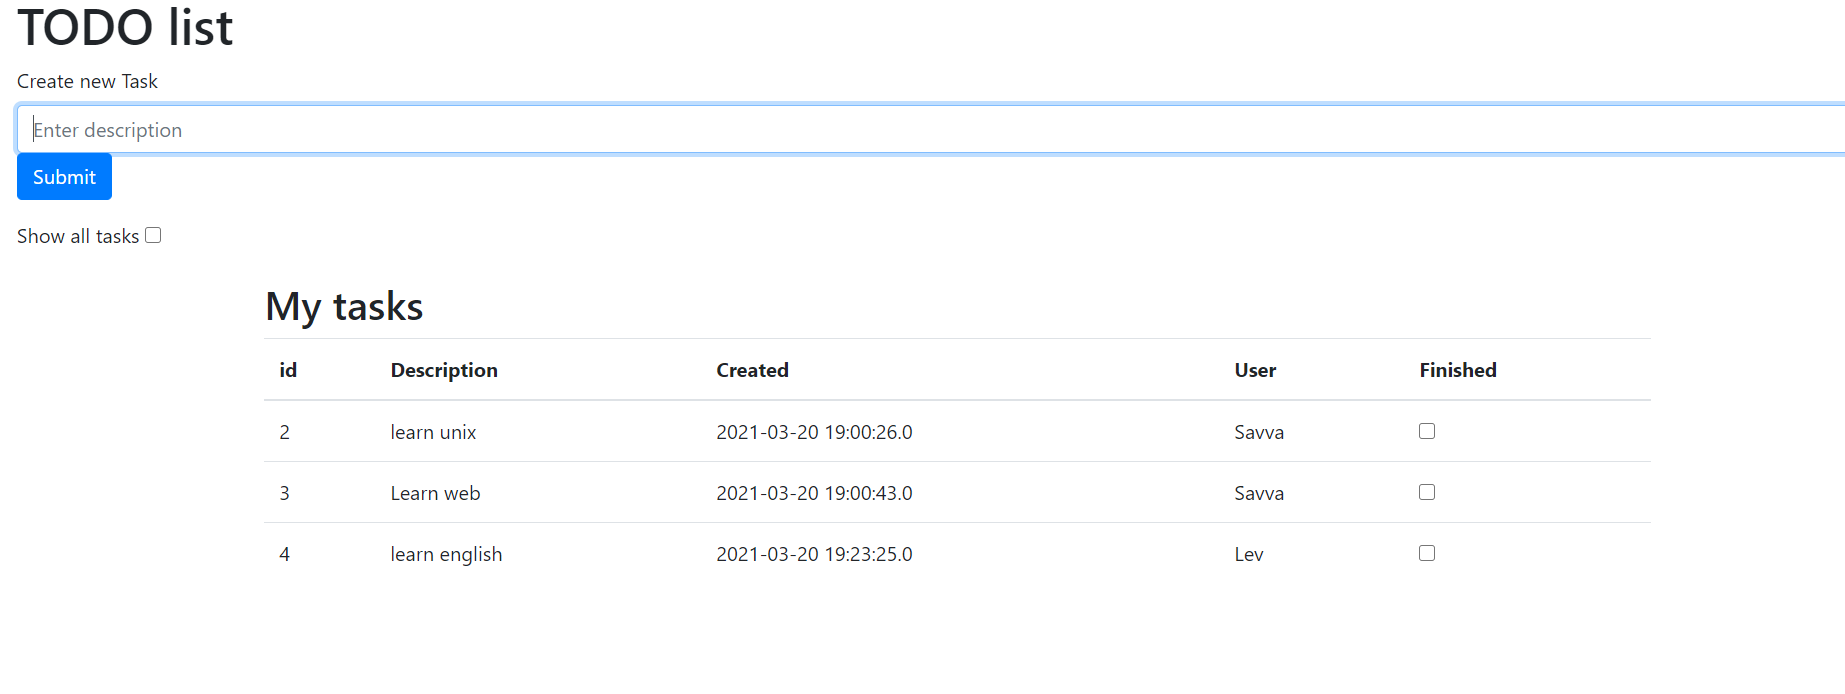 TODO list
Create new Task
Enter description
Submit
Show all tasks
My tasks
id Description Created User Finished
2 learn unix 2021-03-20 19:00:26.0 Savva
3 Learn web 2021-03-20 19:00:43.0 Savva
4 learn english 2021-03-20 19:23:25.0 Lev